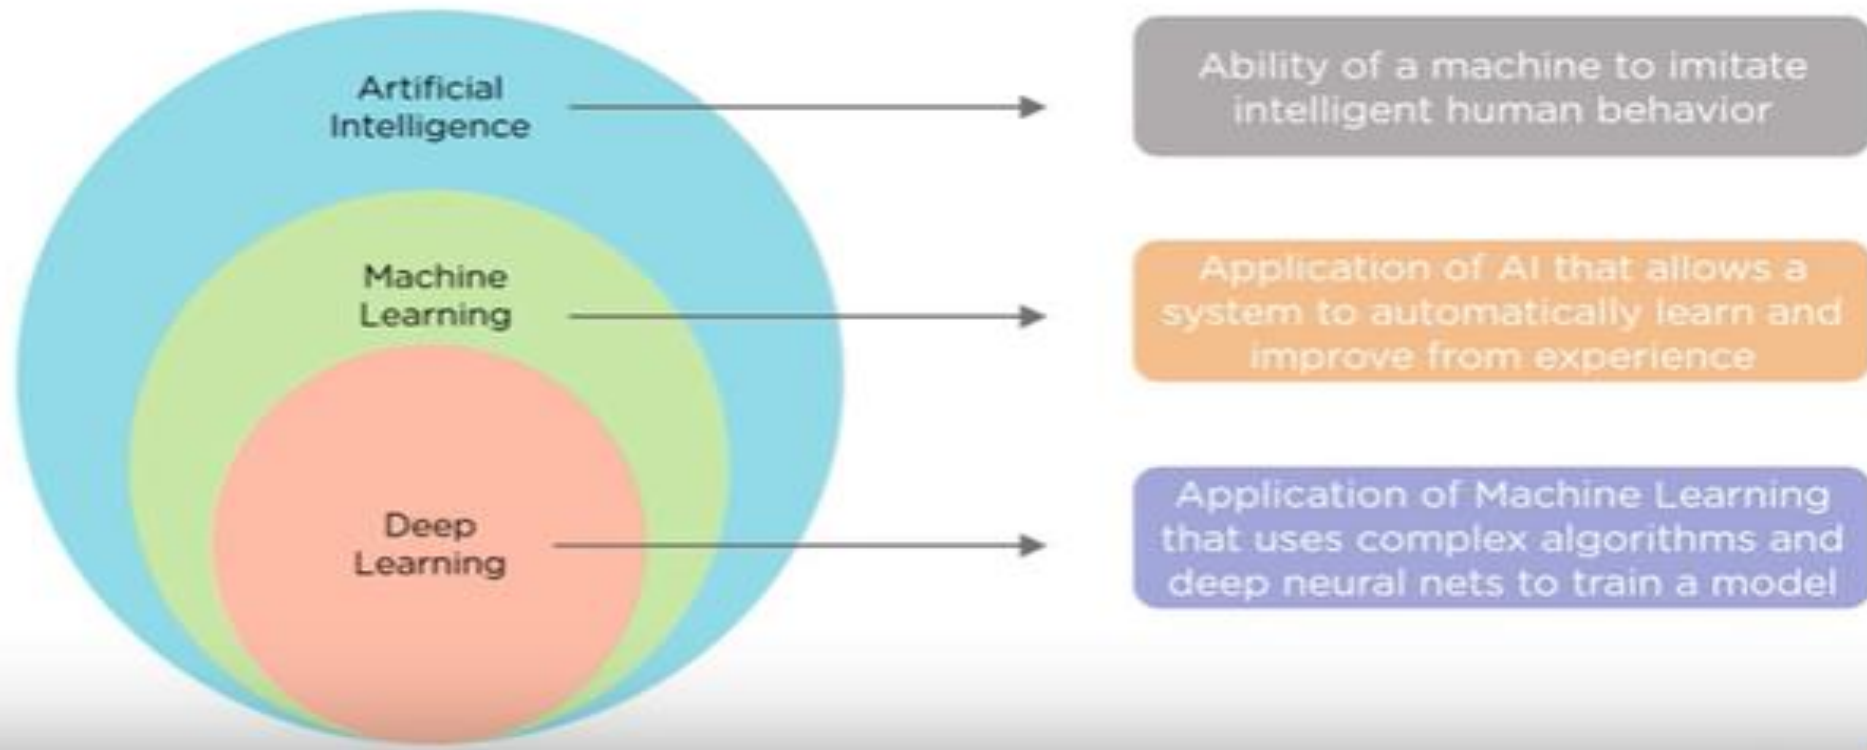 Artificial
Intelligence
Ability of a machine to imitate
intelligent human behavior
Machine
Learning
Application of AI that allows a
system to automatically learn and
improve from experience
Deep
Learning
Application of Machine Learning
that uses complex algorithms and
deep neural nets to train a model